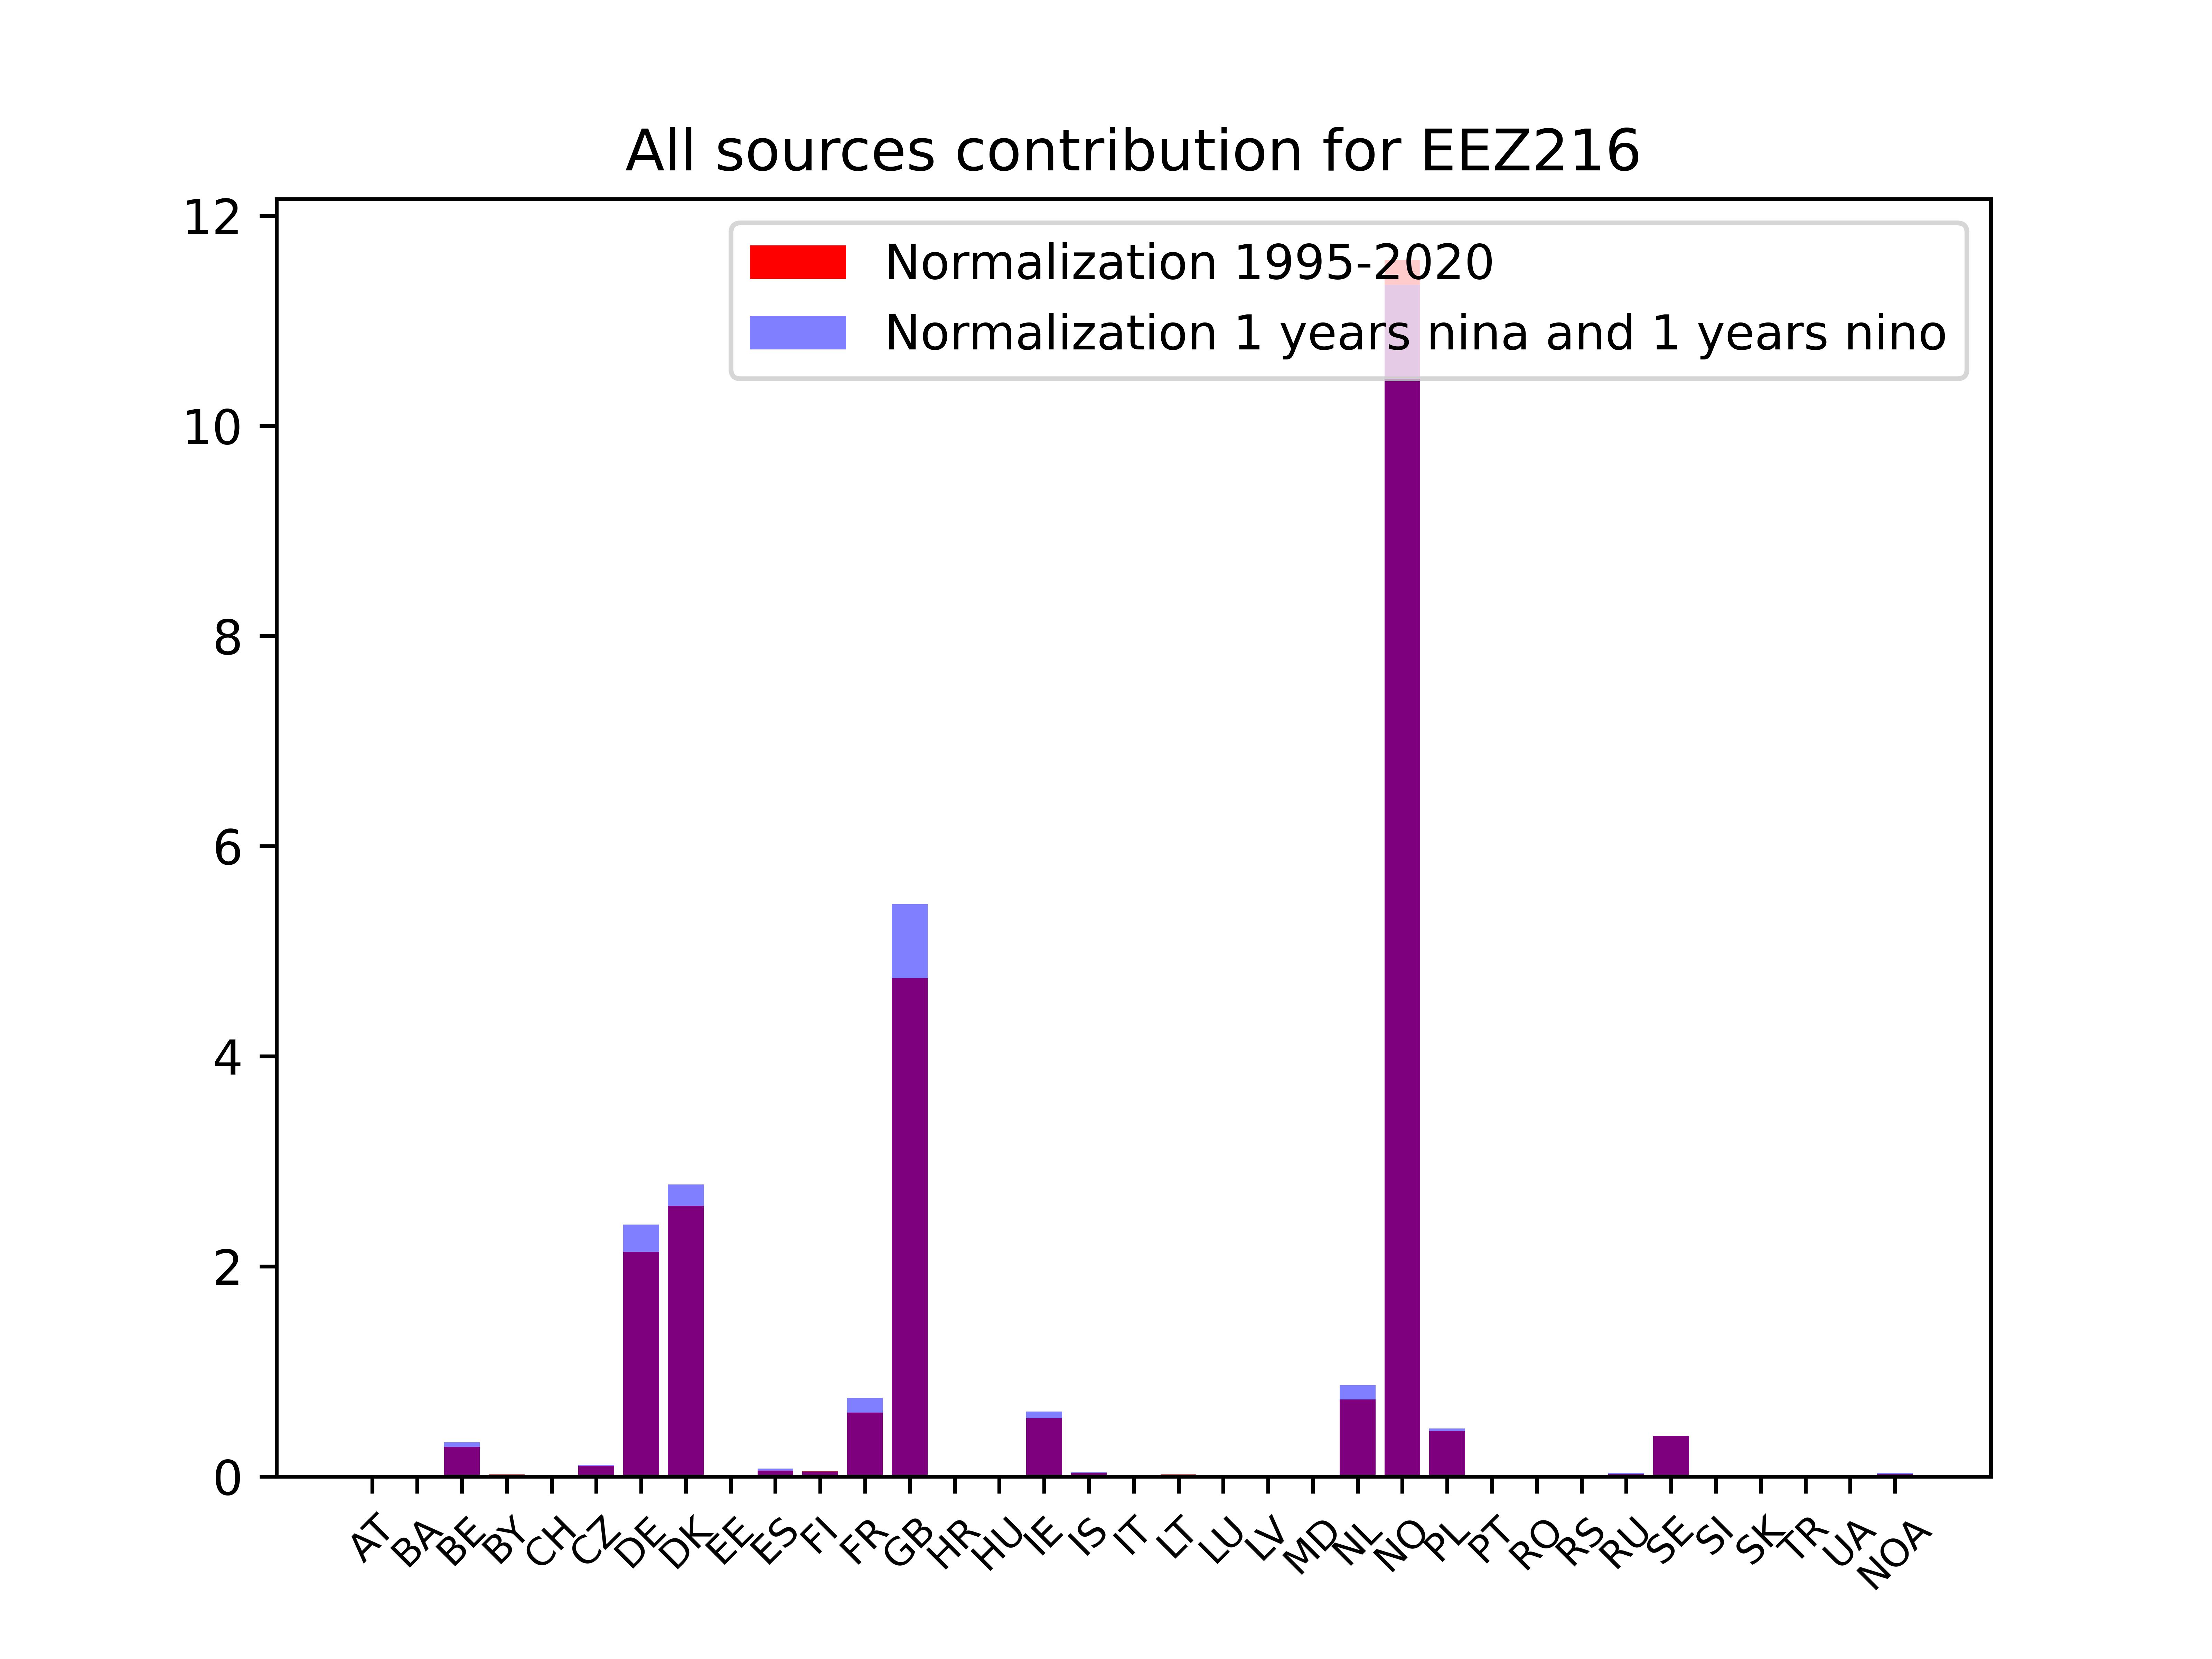 All sources contribution for EEZ216
12
Normalization 1995-2020
Normalization 1 years nina and 1 years nino
10
8
6
4
2
0
AT BA BE BY CH CZ DE DK EE ES FI FR GB HR HU IE IS IT LT LU LV MD NL NO PL PT RO RS RU SE SI SK TR UA NOA